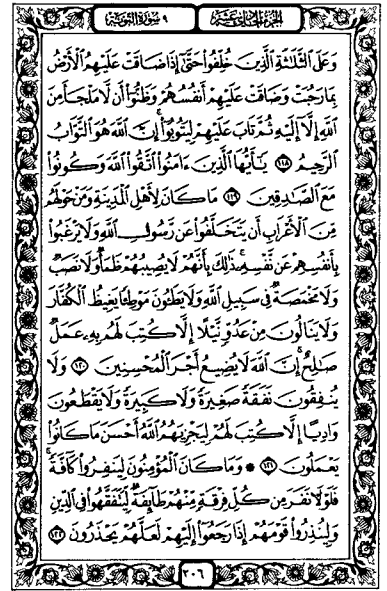 الجزء الحادي عشر
٩ سورة التوبة
وَعَلَى ٱلثَّلَٰثَةِ ٱلَّذِينَ خُلِّفُوا۟ حَتَّىٰٓ إِذَا ضَاقَتْ عَلَيْهِمُ ٱلْأَرْضُ
بِمَا رَحُبَتْ وَضَاقَتْ عَلَيْهِمْ أَنفُسُهُمْ وَظَنُّوٓا۟ أَن لَّا مَلْجَأَ مِنَ
ٱللَّهِ إِلَّآ إِلَيْهِ ثُمَّ تَابَ عَلَيْهِمْ لِيَتُوبُوٓا۟ إِنَّ ٱللَّهَ هُوَ ٱلتَّوَّابُ
ٱلرَّحِيمُ ١١٨ يَٰٓأَيُّهَا ٱلَّذِينَ ءَامَنُوا۟ ٱتَّقُوا۟ ٱللَّهَ وَكُونُوا۟
مَعَ ٱلصَّٰدِقِينَ ١١٩ مَا كَانَ لِأَهْلِ ٱلْمَدِينَةِ وَمَنْ حَوْلَهُم
مِّنَ ٱلْأَعْرَابِ أَن يَتَخَلَّفُوا۟ عَن رَّسُولِ ٱللَّهِ وَلَا يَرْغَبُوا۟
بِأَنفُسِهِمْ عَن نَّفْسِهِۦ ۚ ذَٰلِكَ بِأَنَّهُمْ لَا يُصِيبُهُمْ ظَمَأٌ وَلَا نَصَبٌ
وَلَا مَخْمَصَةٌ فِى سَبِيلِ ٱللَّهِ وَلَا يَطَـُٔونَ مَوْطِئًا يَغِيظُ ٱلْكُفَّارَ
وَلَا يَنَالُونَ مِنْ عَدُوٍّ نَّيْلًا إِلَّا كُتِبَ لَهُم بِهِۦ عَمَلٌ
صَٰلِحٌ ۚ إِنَّ ٱللَّهَ لَا يُضِيعُ أَجْرَ ٱلْمُحْسِنِينَ ١٢٠ وَلَا
يُنفِقُونَ نَفَقَةً صَغِيرَةً وَلَا كَبِيرَةً وَلَا يَقْطَعُونَ
وَادِيًا إِلَّا كُتِبَ لَهُمْ لِيَجْزِيَهُمُ ٱللَّهُ أَحْسَنَ مَا كَانُوا۟
يَعْمَلُونَ ١٢١ ۞ وَمَا كَانَ ٱلْمُؤْمِنُونَ لِيَنفِرُوا۟ كَآفَّةً ۚ
فَلَوْلَا نَفَرَ مِن كُلِّ فِرْقَةٍ مِّنْهُمْ طَآئِفَةٌ لِّيَتَفَقَّهُوا۟ فِى ٱلدِّينِ
وَلِيُنذِرُوا۟ قَوْمَهُمْ إِذَا رَجَعُوٓا۟ إِلَيْهِمْ لَعَلَّهُمْ يَحْذَرُونَ ١٢٢
٢٠٦